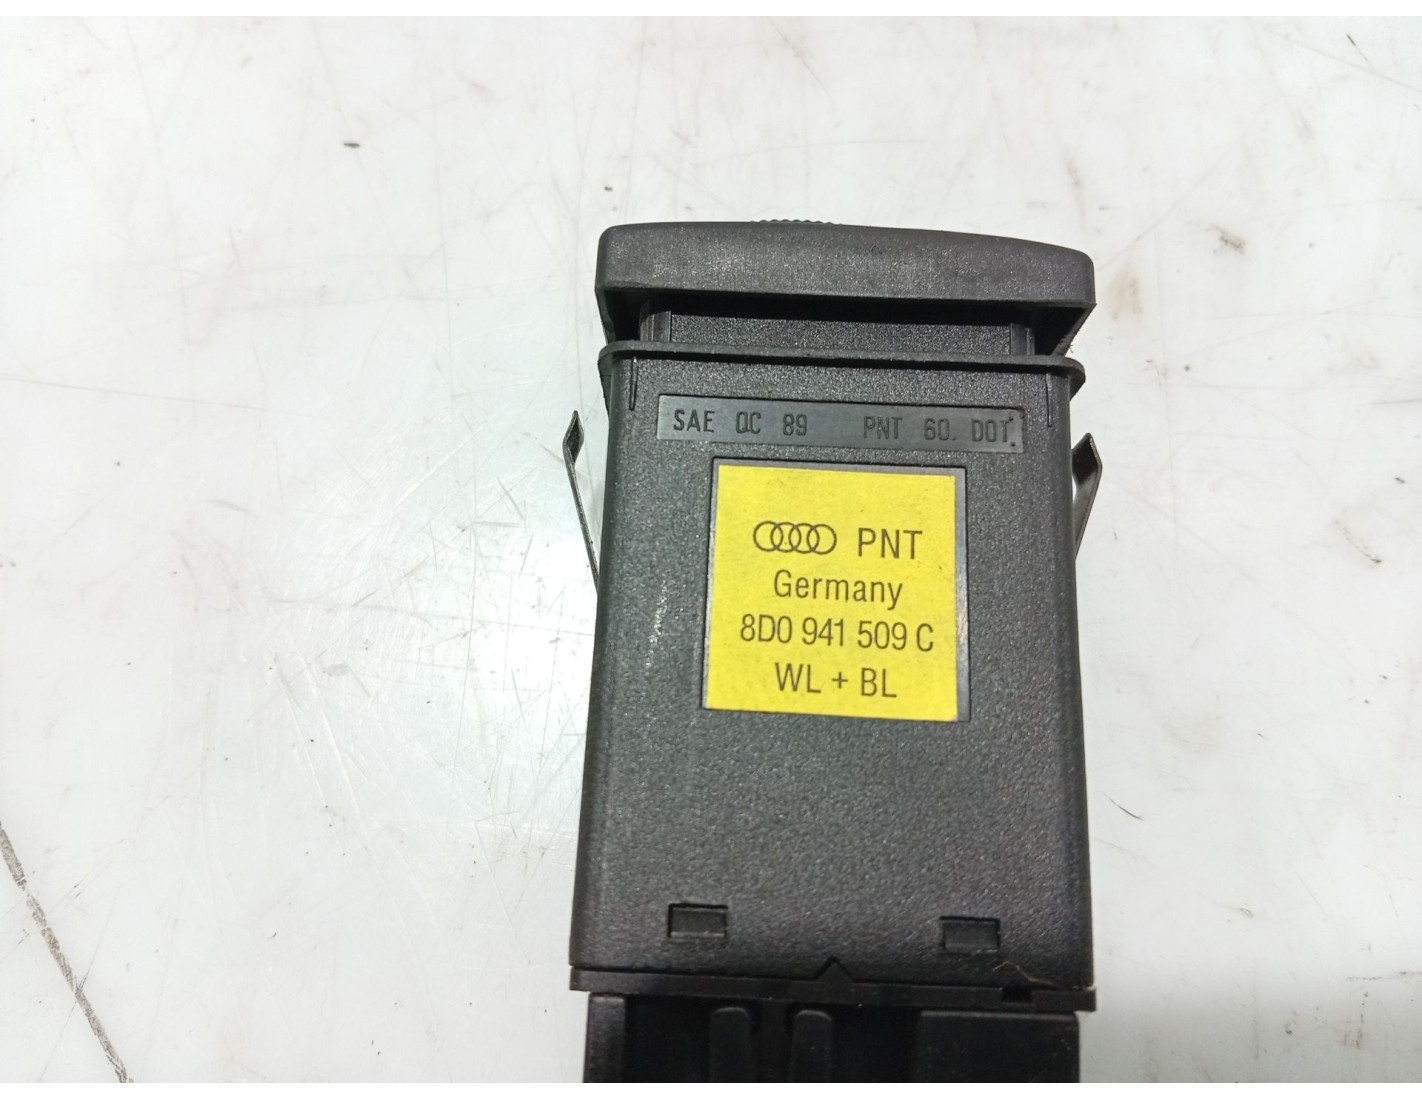 SAE QC 89 PNT 60. DOT
PNT
Germany
8D0 941 509 C
WL + BL